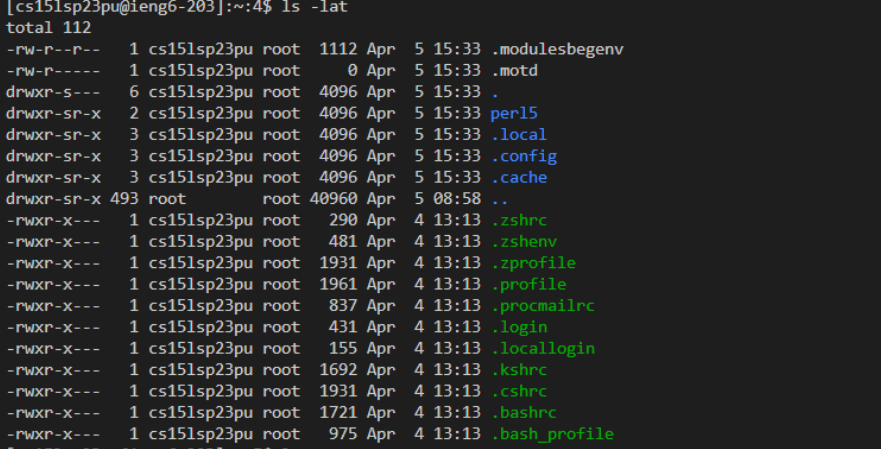 [cs15lsp23pu@ieng6-203]:~:4$ ls -lat
total 112
-rw-r--r--   1 cs15lsp23pu root  1112 Apr  5 15:33 .modulesbegenv
-rw-r-----   1 cs15lsp23pu root     0 Apr  5 15:33 .motd
drwxr-s---   6 cs15lsp23pu root  4096 Apr  5 15:33 .
drwxr-sr-x   2 cs15lsp23pu root  4096 Apr  5 15:33 perl5
drwxr-sr-x   3 cs15lsp23pu root  4096 Apr  5 15:33 .local
drwxr-sr-x   3 cs15lsp23pu root  4096 Apr  5 15:33 .config
drwxr-sr-x   3 cs15lsp23pu root  4096 Apr  5 15:33 .cache
drwxr-sr-x 493 root        root 40960 Apr  5 08:58 ..
-rwxr-x---   1 cs15lsp23pu root   290 Apr  4 13:13 .zshrc
-rwxr-x---   1 cs15lsp23pu root   481 Apr  4 13:13 .zshenv
-rwxr-x---   1 cs15lsp23pu root  1931 Apr  4 13:13 .zprofile
-rwxr-x---   1 cs15lsp23pu root  1961 Apr  4 13:13 .profile
-rwxr-x---   1 cs15lsp23pu root   837 Apr  4 13:13 .procmailrc
-rwxr-x---   1 cs15lsp23pu root   431 Apr  4 13:13 .login
-rwxr-x---   1 cs15lsp23pu root   155 Apr  4 13:13 .locallogin
-rwxr-x---   1 cs15lsp23pu root  1692 Apr  4 13:13 .kshrc
-rwxr-x---   1 cs15lsp23pu root  1931 Apr  4 13:13 .cshrc
-rwxr-x---   1 cs15lsp23pu root  1721 Apr  4 13:13 .bashrc
-rwxr-x---   1 cs15lsp23pu root   975 Apr  4 13:13 .bash_profile